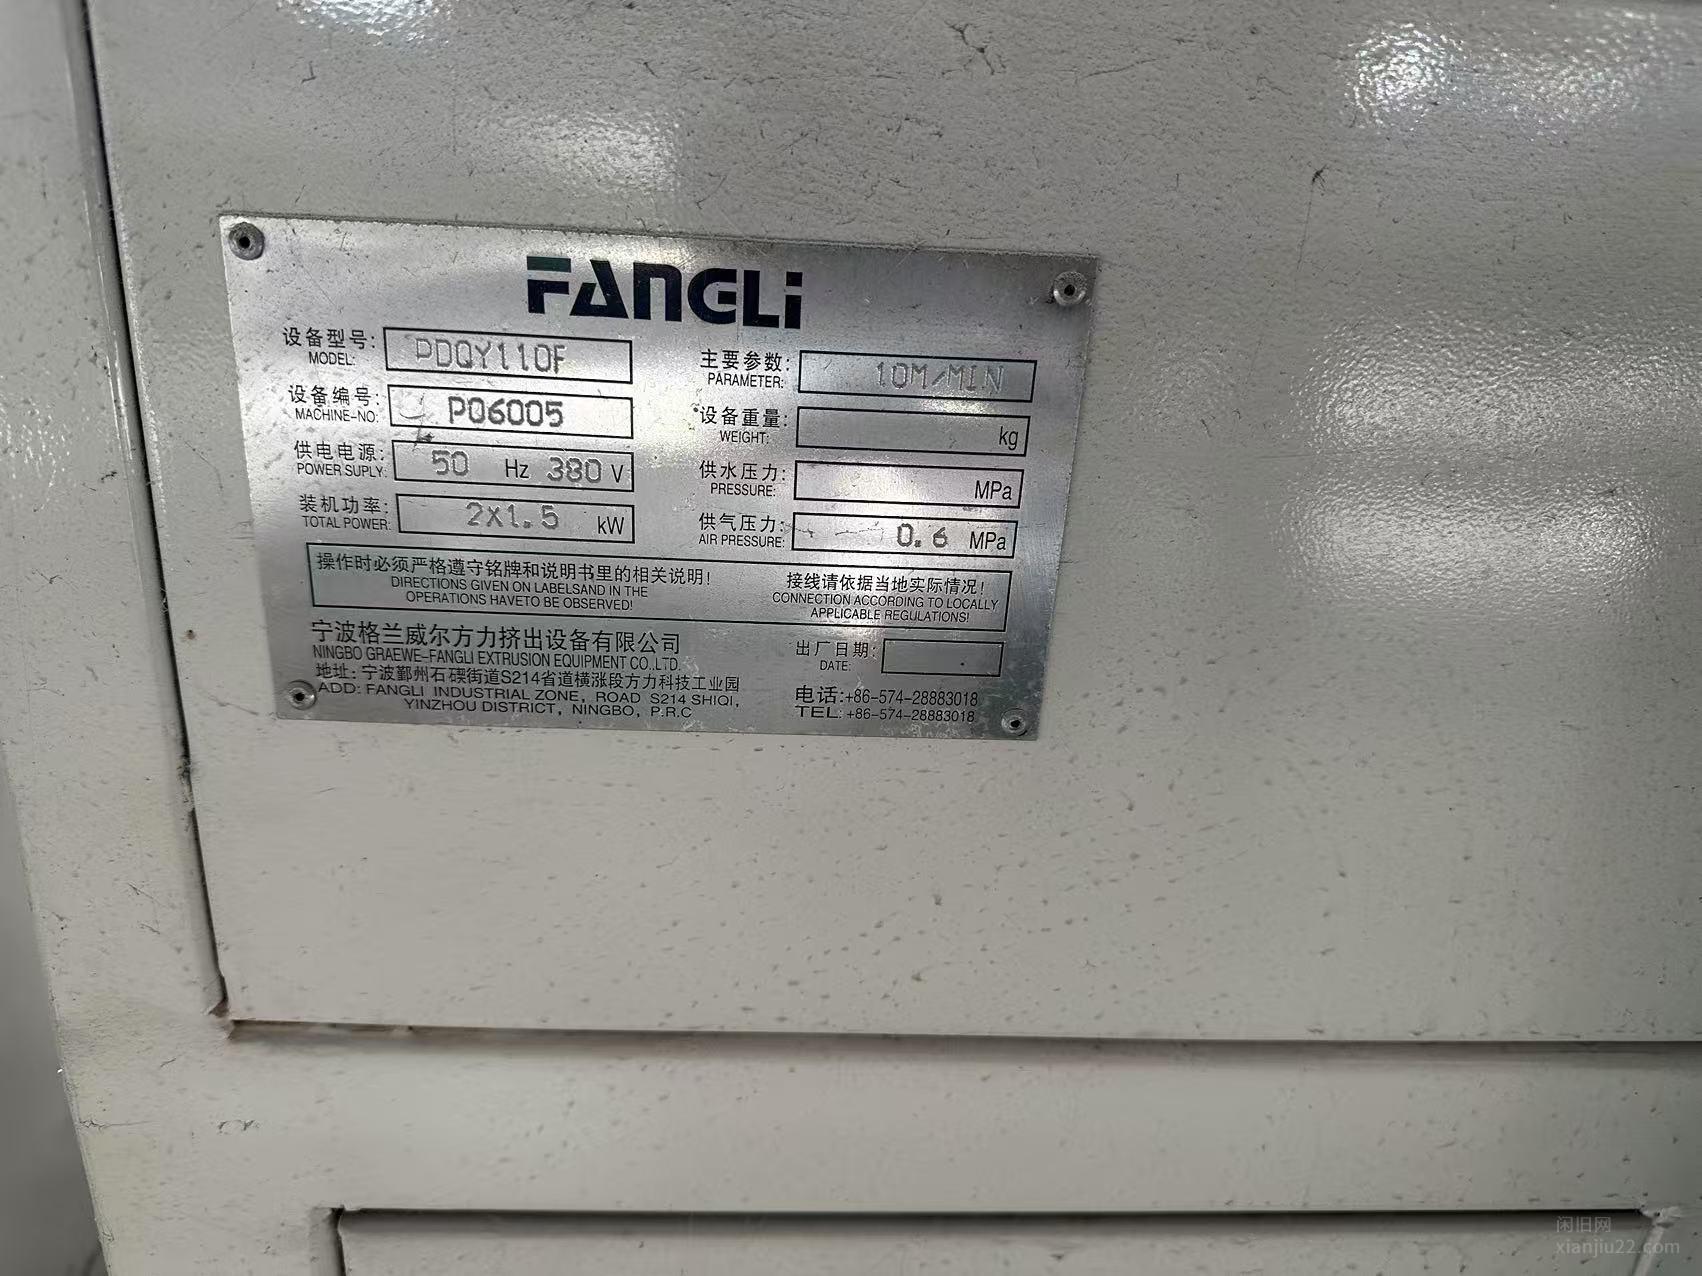 FANGLI
设备型号: PDQY110F
MODEL:
主要参数: 10M/MIN
PARAMETER:
设备编号: P06005
MACHINE-NO:
设备重量: kg
WEIGHT:
供电电源: 50 Hz 380 V
POWER SUPLY:
供水压力: MPa
PRESSURE:
装机功率: 2X1.5 kW
TOTAL POWER:
供气压力: 0.6 MPa
AIR PRESSURE:
操作时必须严格遵守铭牌和说明书里的相关说明!
DIRECTIONS GIVEN ON LABELSAND IN THE
OPERATIONS HAVETO BE OBSERVED!
接线请依据当地实际情况!
CONNECTION ACCORDING TO LOCALLY
APPLICABLE REGULATIONS!
宁波格兰威尔方力挤出设备有限公司
NINGBO GRAEWE-FANGLI EXTRUSION EQUIPMENT CO.,LTD.
地址: 宁波鄞州石碶街道S214省道横涨段方力科技工业园
ADD: FANGLI INDUSTRIAL ZONE, ROAD S214 SHIQI,
YINZHOU DISTRICT, NINGBO, P.R.C
出厂日期:
DATE:
电话:+86-574-28883018
TEL: +86-574-28883018
闲旧网
xianjiu22.com